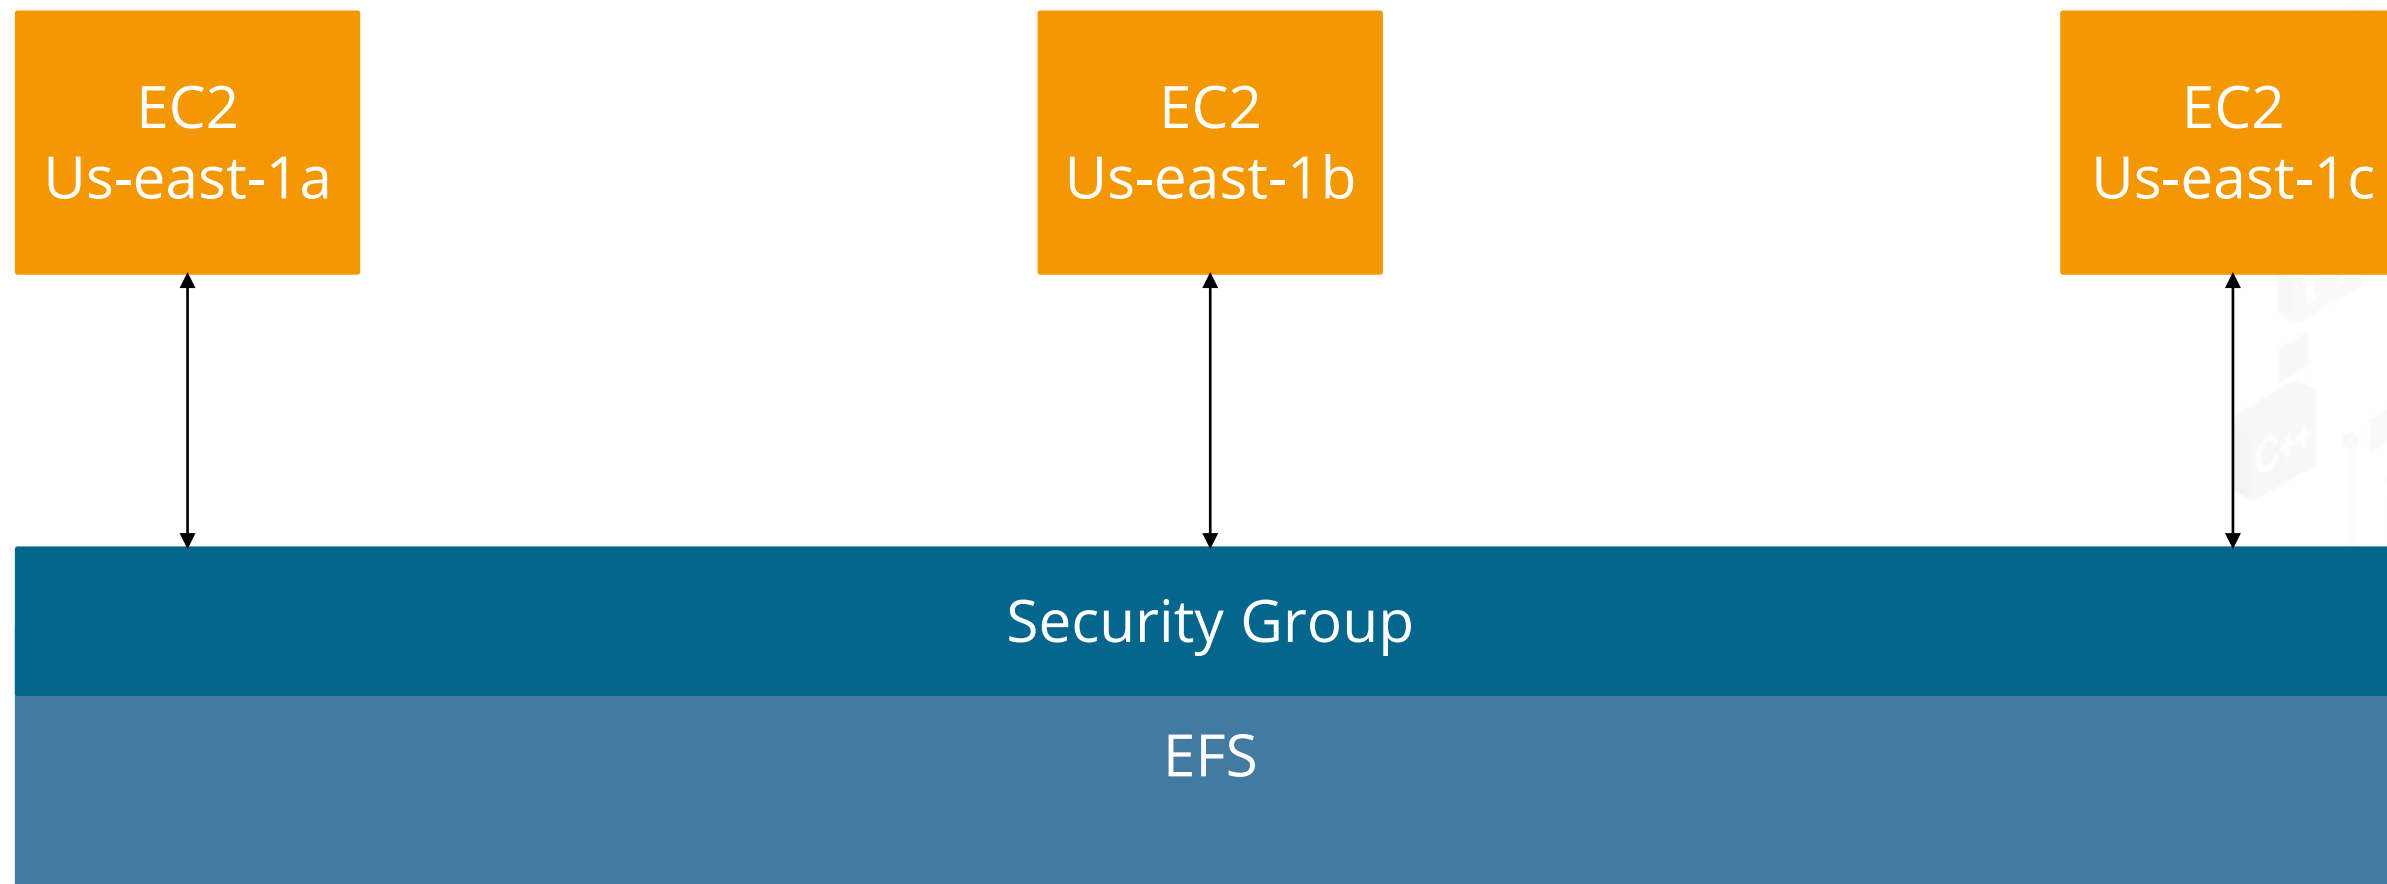 EC2
Us-east-1a
EC2
Us-east-1b
EC2
Us-east-1c
C++
Security Group
EFS